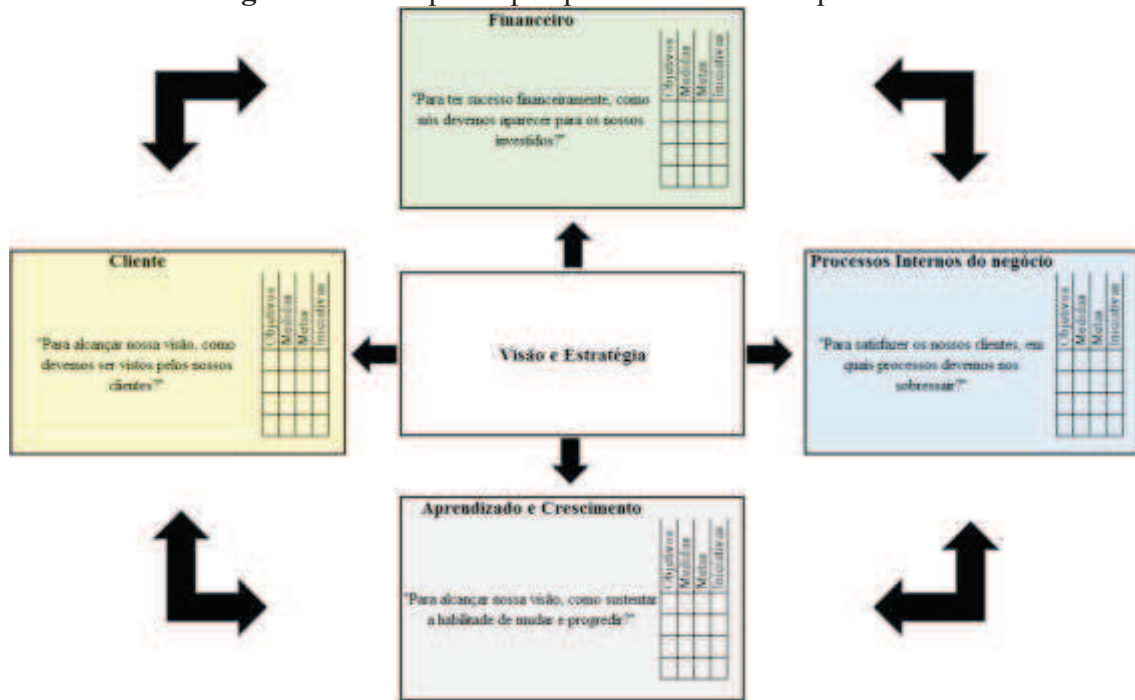 Financeiro
Objetivos
Medidas
Metas
Iniciativas
"Para ter sucesso financeiramente, como
nós devemos aparecer para os nossos
investidos?"
Cliente
Objetivos
Medidas
Metas
Iniciativas
"Para alcançar nossa visão, como
devemos ser vistos pelos nossos
clientes?"
Visão e Estratégia
Processos Internos do negócio
Objetivos
Medidas
Metas
Iniciativas
"Para satisfazer os nossos clientes, em
quais processos devemos nos
sobressair?"
Aprendizado e Crescimento
Objetivos
Medidas
Metas
Iniciativas
"Para alcançar nossa visão, como sustentar
a habilitade de mudar e progredir?"